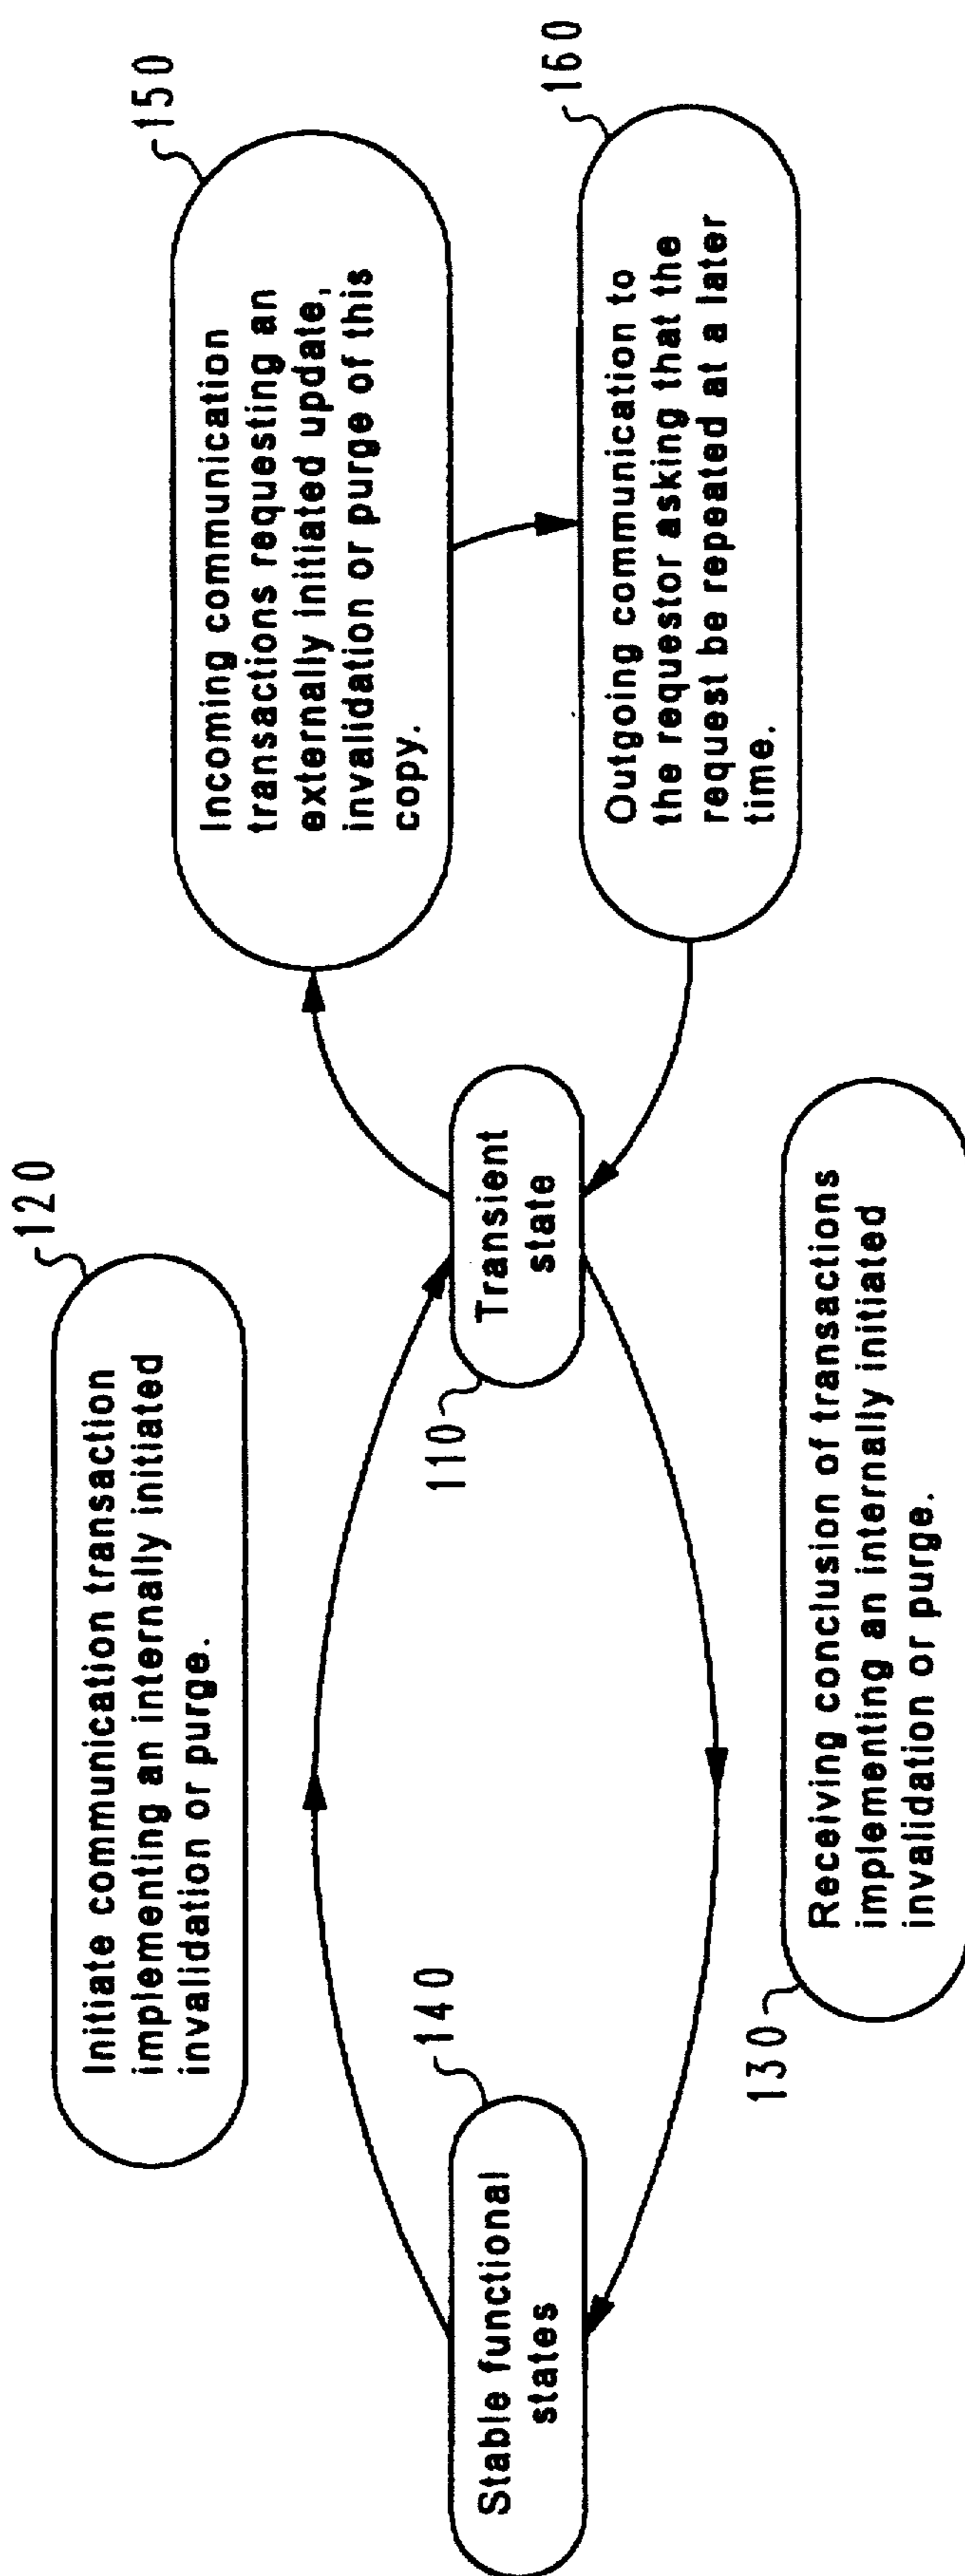 120
Initiate communication transaction
implementing an internally initiated
invalidation or purge.
150
Incoming communication
transactions requesting an
externally initiated update,
invalidation or purge of this
copy.
140
Stable functional
states
110
Transient
state
160
Outgoing communication to
the requestor asking that the
request be repeated at a later
time.
130
Receiving conclusion of transactions
implementing an internally initiated
invalidation or purge.